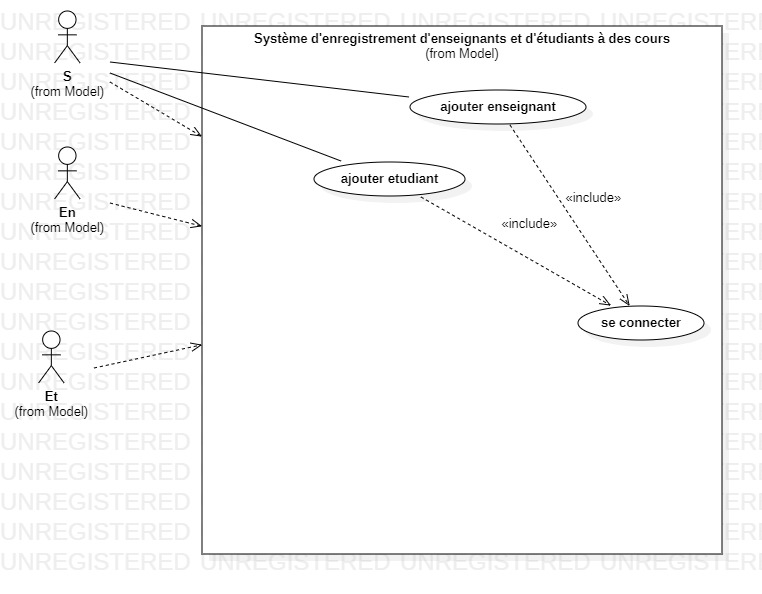 Système d'enregistrement d'enseignants et d'étudiants à des cours
(from Model)
S
(from Model)
ajouter enseignant
ajouter etudiant
En
(from Model)
«include»
«include»
se connecter
Et
(from Model)
UNREGISTERED UNREGISTERED UNREGISTERED UNREGISTERED